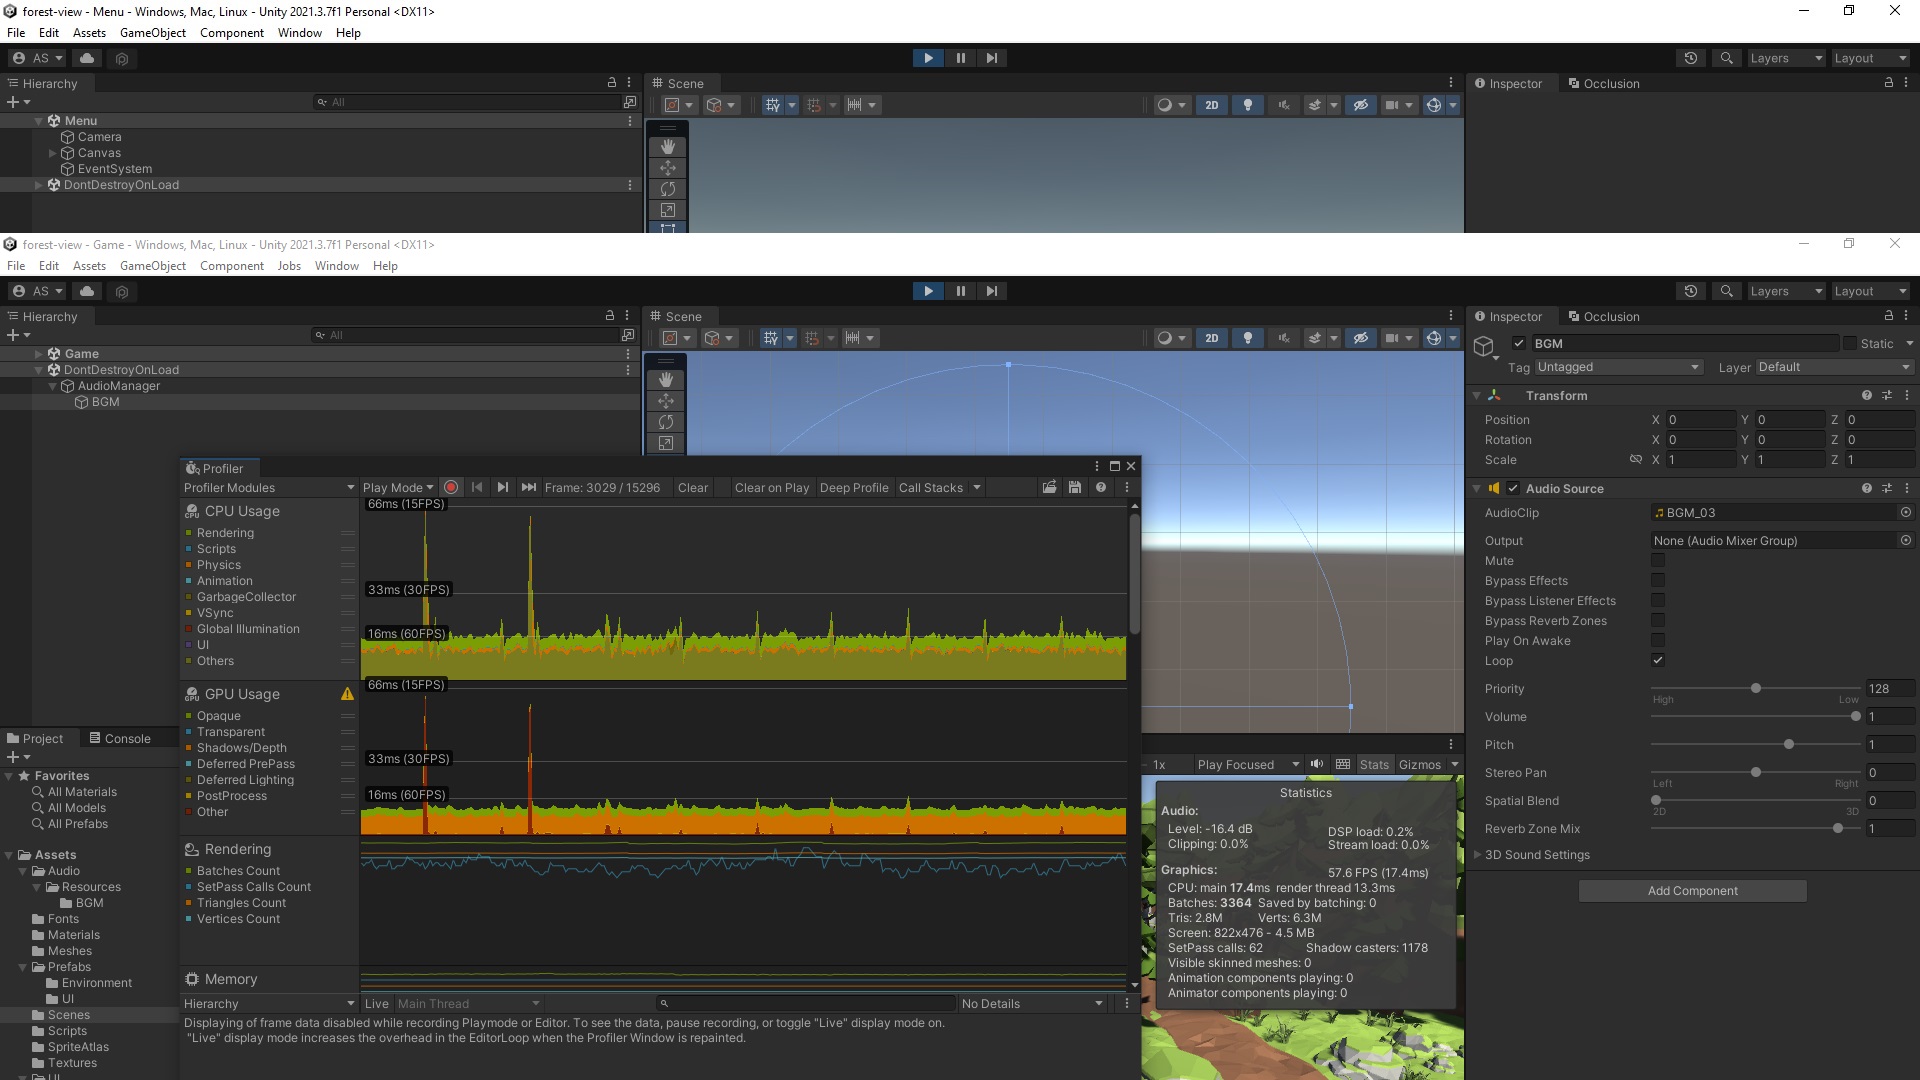 forest-view - Menu - Windows, Mac, Linux - Unity 2021.3.7f1 Personal <DX11>
File Edit Assets GameObject Component Window Help
AS Layers Layout
Hierarchy
All
Menu
Camera
Canvas
EventSystem
DontDestroyOnLoad
Scene
2D
Inspector Occlusion
forest-view - Game - Windows, Mac, Linux - Unity 2021.3.7f1 Personal <DX11>
File Edit Assets GameObject Component Jobs Window Help
AS Layers Layout
Hierarchy
All
Game
DontDestroyOnLoad
AudioManager
BGM
Scene
2D
Profiler
Profiler Modules Play Mode Frame: 3029 / 15296 Clear Clear on Play Deep Profile Call Stacks
CPU Usage
Rendering
Scripts
Physics
Animation
GarbageCollector
VSync
Global Illumination
UI
Others
66ms (15FPS)
33ms (30FPS)
16ms (60FPS)
GPU Usage
Opaque
Transparent
Shadows/Depth
Deferred PrePass
Deferred Lighting
PostProcess
Other
66ms (15FPS)
33ms (30FPS)
16ms (60FPS)
Rendering
Batches Count
SetPass Calls Count
Triangles Count
Vertices Count
Memory
Hierarchy Live Main Thread No Details
Displaying of frame data disabled while recording Playmode or Editor. To see the data, pause recording, or toggle "Live" display mode on.
"Live" display mode increases the overhead in the EditorLoop when the Profiler Window is repainted.
Project Console
Favorites
All Materials
All Models
All Prefabs
Assets
Audio
Resources
BGM
Fonts
Materials
Meshes
Prefabs
Environment
UI
Scenes
Scripts
SpriteAtlas
Textures
UI
1x Play Focused Stats Gizmos
Statistics
Audio:
Level: -16.4 dB DSP load: 0.2%
Clipping: 0.0% Stream load: 0.0%
Graphics: 57.6 FPS (17.4ms)
CPU: main 17.4ms render thread 13.3ms
Batches: 3364 Saved by batching: 0
Tris: 2.8M Verts: 6.3M
Screen: 822x476 - 4.5 MB
SetPass calls: 62 Shadow casters: 1178
Visible skinned meshes: 0
Animation components playing: 0
Animator components playing: 0
Inspector Occlusion
BGM Static
Tag Untagged Layer Default
Transform
Position X 0 Y 0 Z 0
Rotation X 0 Y 0 Z 0
Scale X 1 Y 1 Z 1
Audio Source
AudioClip BGM_03
Output None (Audio Mixer Group)
Mute
Bypass Effects
Bypass Listener Effects
Bypass Reverb Zones
Play On Awake
Loop
Priority 128
High Low
Volume 1
Pitch 1
Stereo Pan 0
Left Right
Spatial Blend 0
2D 3D
Reverb Zone Mix 1
3D Sound Settings
Add Component